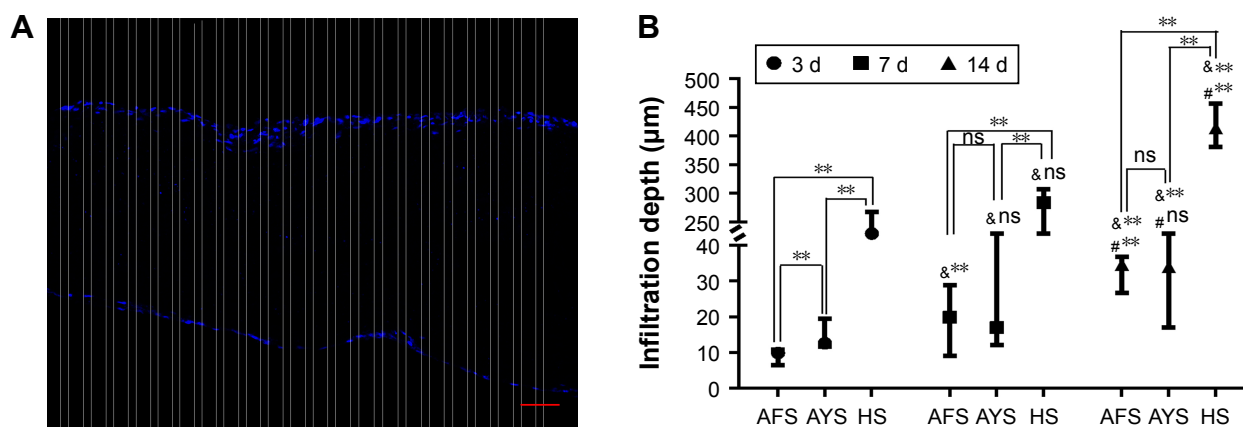 A
B
3 d 7 d 14 d
Infiltration depth (µm)
500
450
400
350
300
250
40
30
20
10
0
**
**
**
**
ns
**
&**
&ns
&ns
**
**
ns
&**
#**
&**
#ns
&**
#**
AFS AYS HS AFS AYS HS AFS AYS HS